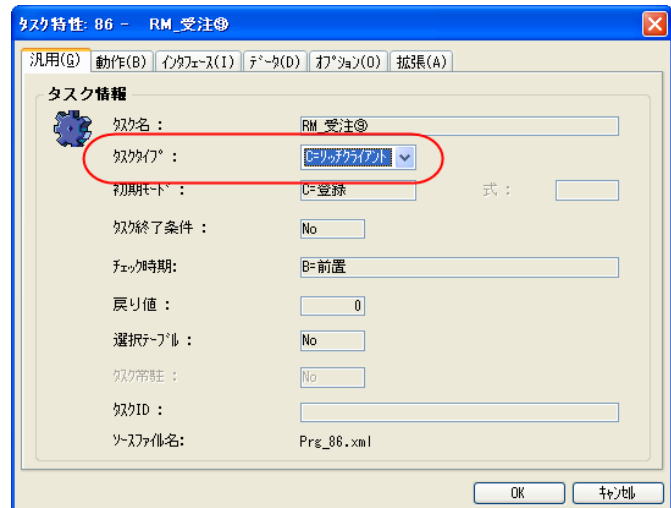 タスク特性: 86 - RM_受注⑨
汎用(G) 動作(B) インタフェース(I) データ(D) オプション(O) 拡張(A)
タスク情報
タスク名: RM_受注⑨
タスクタイプ: C=リッチクライアント
初期モード: C=登録 式:
タスク終了条件: No
チェック時期: B=前置
戻り値: 0
選択テーブル: No
タスク常駐: No
タスクID:
ソースファイル名: Prg_86.xml
OK キャンセル